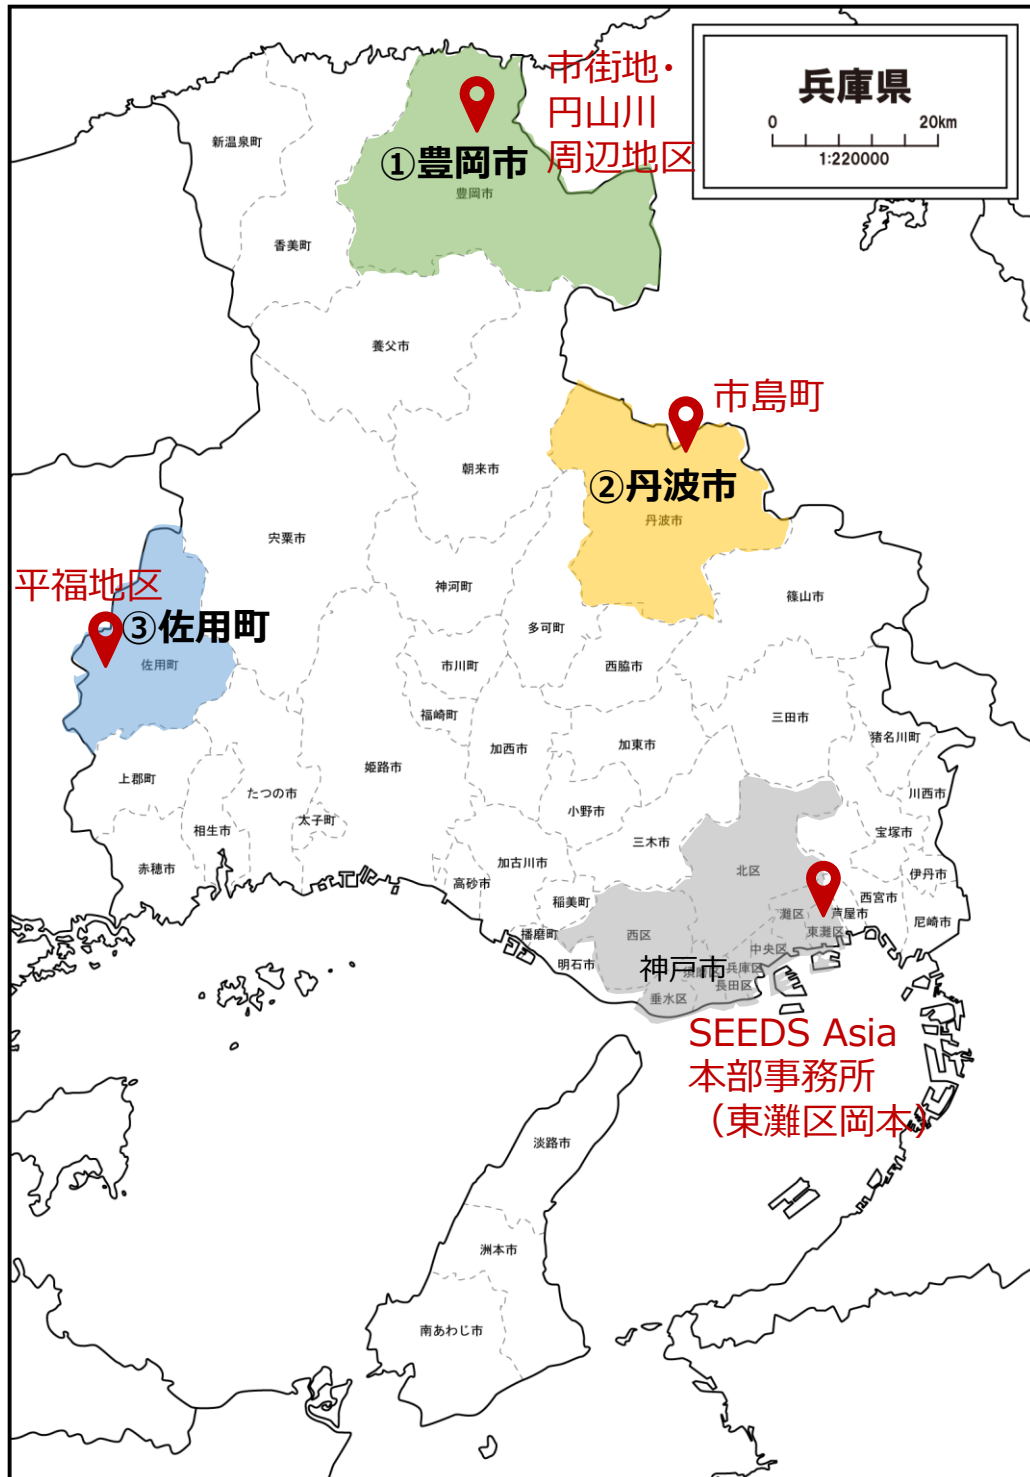 市街地・
円山川
周辺地区
兵庫県
0 20km
1:220000
新温泉町
①豊岡市
豊岡市
香美町
養父市
市島町
朝来市
②丹波市
丹波市
宍粟市
平福地区
神河町
篠山市
③佐用町
多可町
佐用町
市川町
西脇市
福崎町
三田市
加西市
加東市
猪名川町
姫路市
上郡町
たつの市
川西市
小野市
太子町
相生市
三木市
宝塚市
赤穂市
加古川市
北区
伊丹市
高砂市
稲美町
西宮市
灘区
芦屋市
尼崎市
播磨町
西区
東灘区
中央区
明石市
神戸市
須磨区
兵庫区
長田区
垂水区
SEEDS Asia
本部事務所
（東灘区岡本）
淡路市
洲本市
南あわじ市